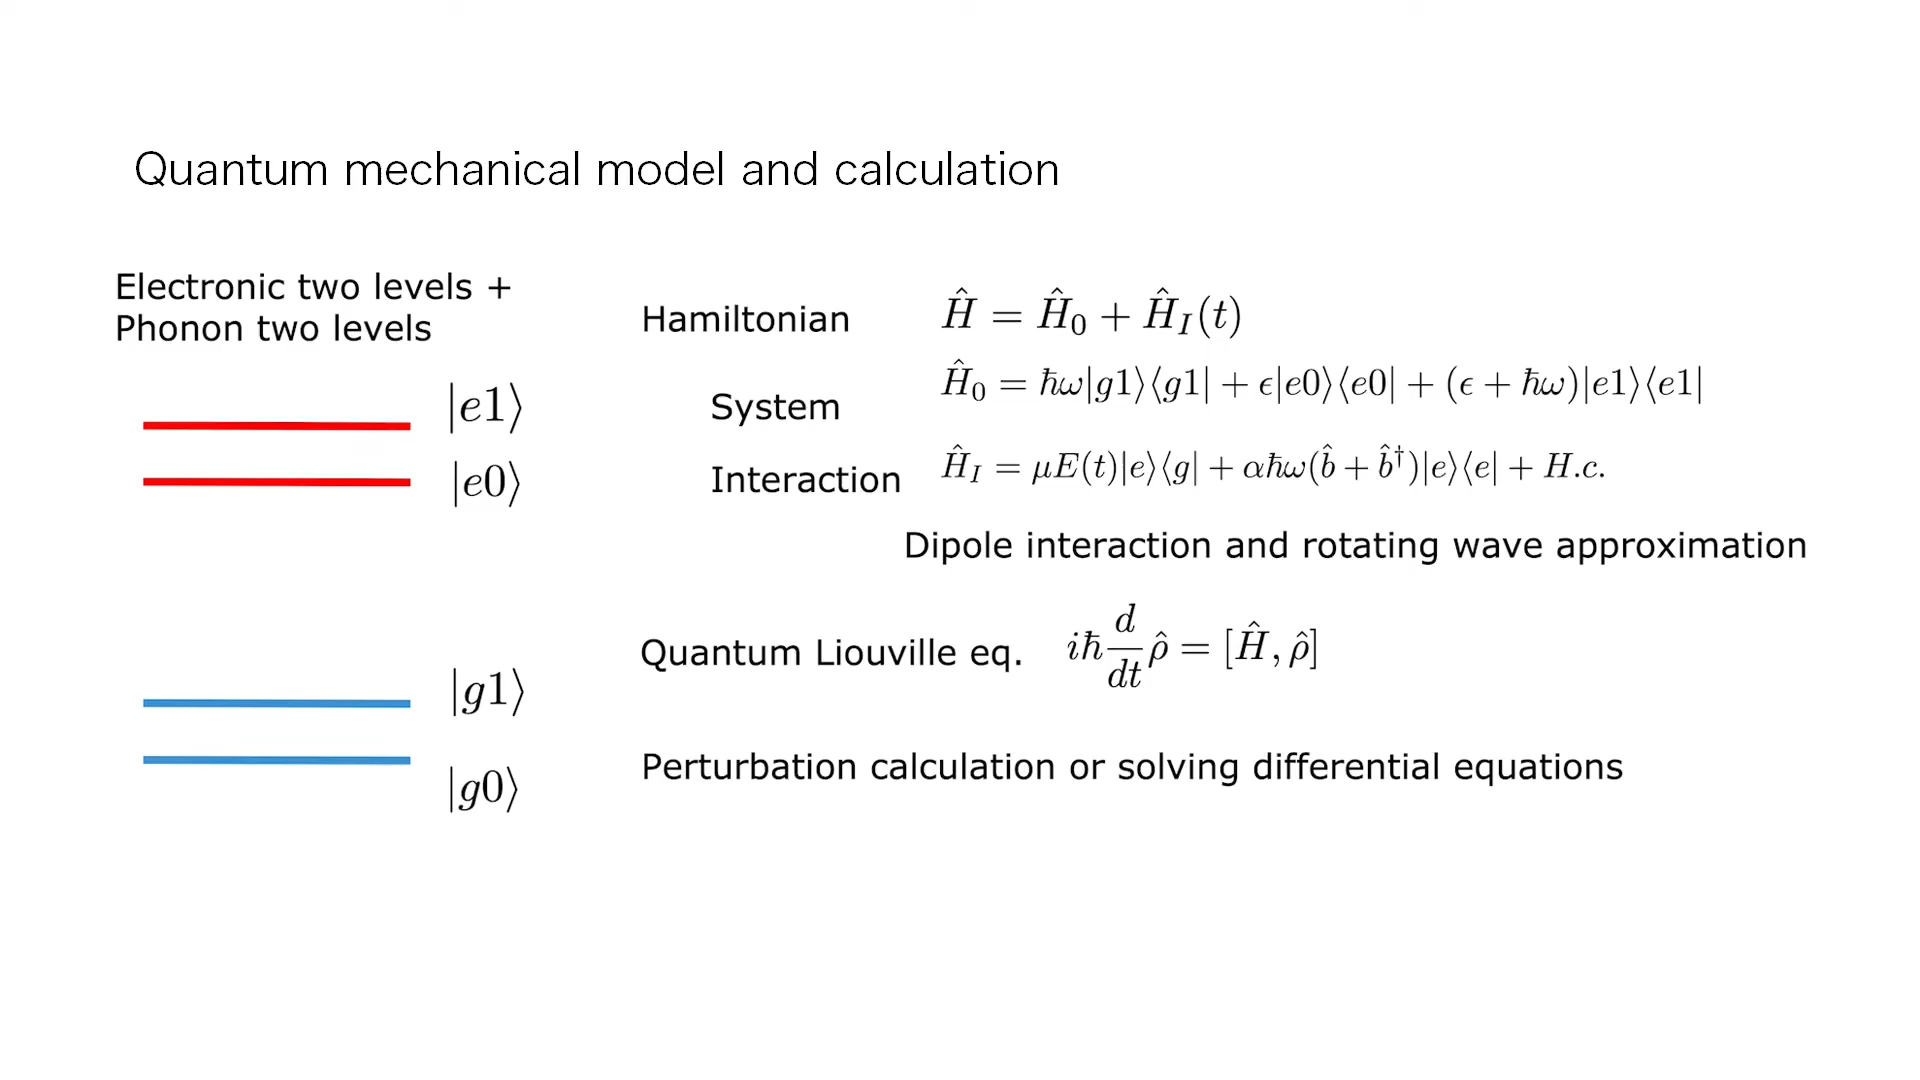 Quantum mechanical model and calculation
Electronic two levels +
Phonon two levels
|e1⟩
|e0⟩
|g1⟩
|g0⟩
Hamiltonian Ĥ = Ĥ₀ + Ĥ_I(t)
System Ĥ₀ = ħω|g1⟩⟨g1| + ϵ|e0⟩⟨e0| + (ϵ + ħω)|e1⟩⟨e1|
Interaction Ĥ_I = μE(t)|e⟩⟨g| + αħω(b̂ + b̂†)|e⟩⟨e| + H.c.
Dipole interaction and rotating wave approximation
Quantum Liouville eq. iħ d/dt ρ̂ = [Ĥ, ρ̂]
Perturbation calculation or solving differential equations